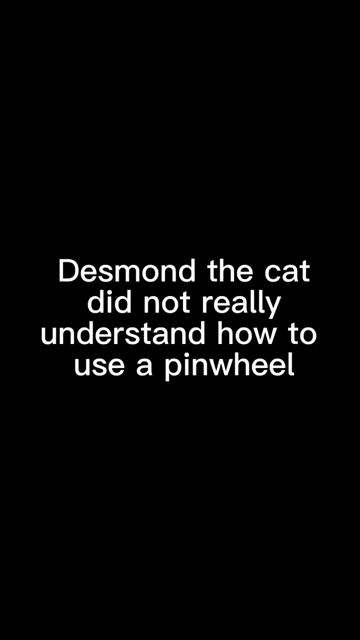 Desmond the cat
did not really
understand how to
use a pinwheel